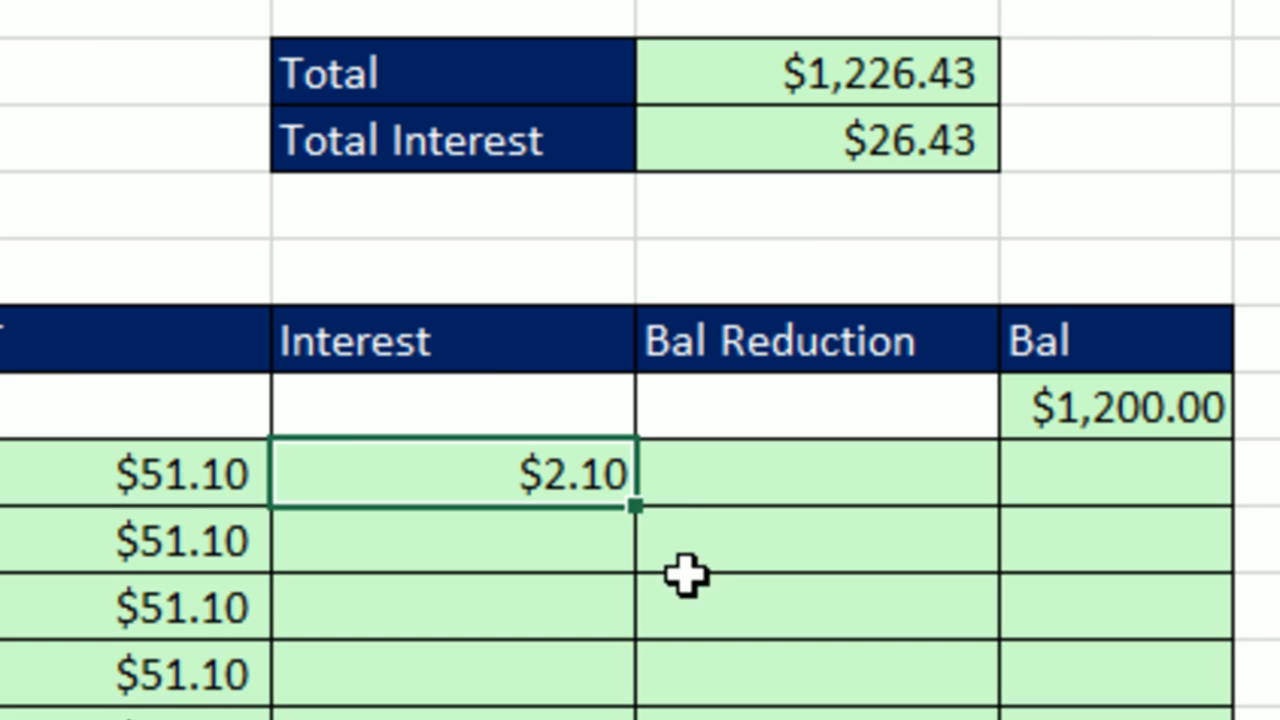 Total $1,226.43
Total Interest $26.43
Interest Bal Reduction Bal
$1,200.00
$51.10 $2.10
$51.10
$51.10
$51.10